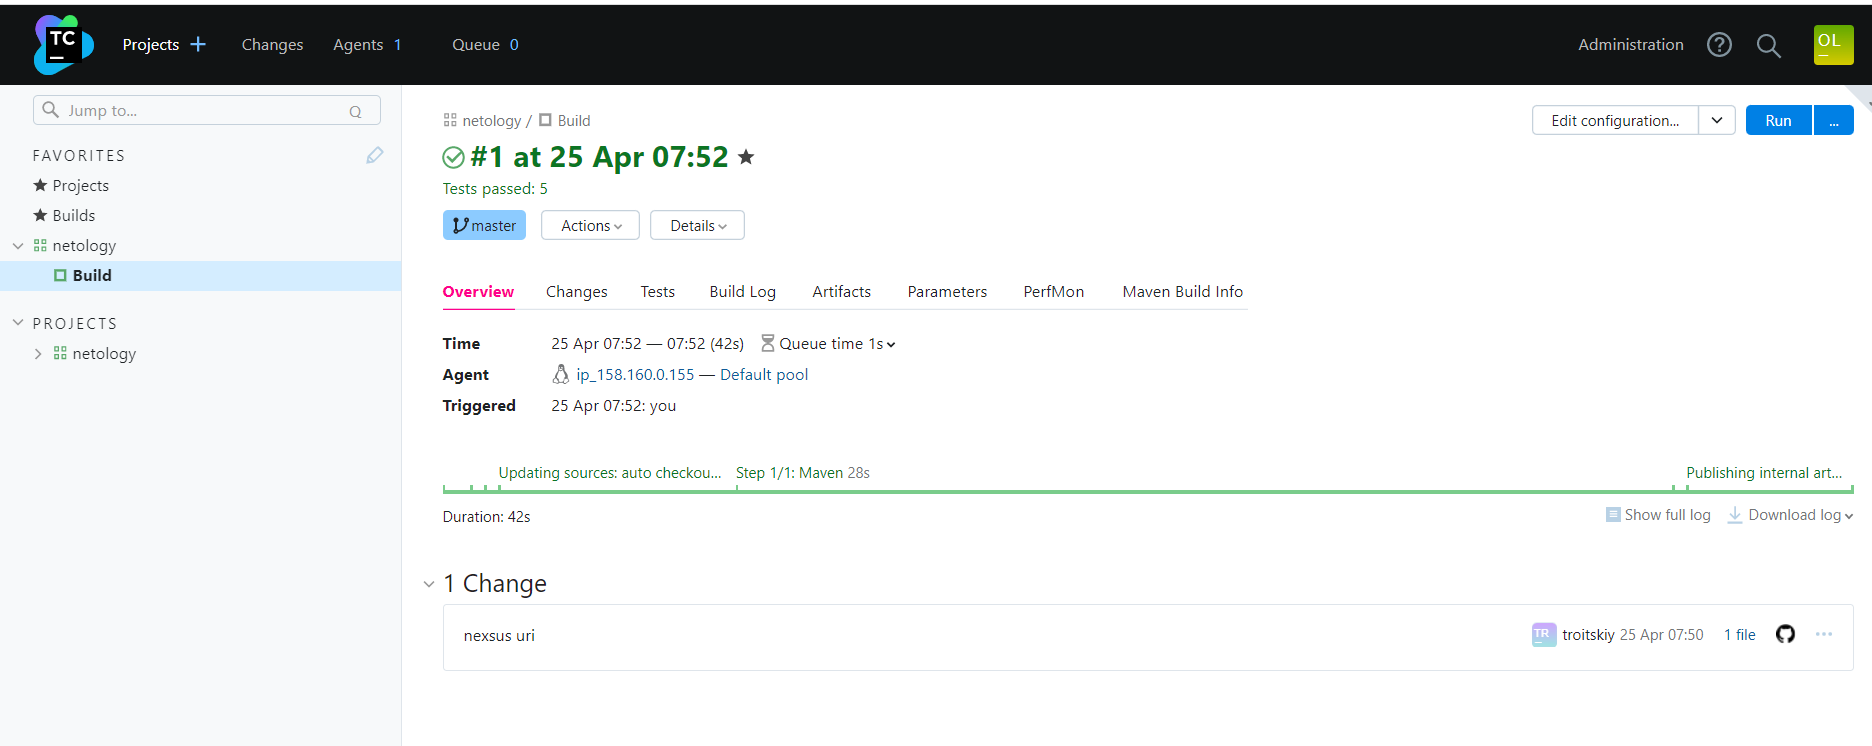 TC
Projects
Changes
Agents 1
Queue 0
Administration
OL
Jump to...
Q
FAVORITES
Projects
Builds
netology
Build
PROJECTS
netology
netology / Build
Edit configuration...
Run
...
#1 at 25 Apr 07:52
Tests passed: 5
master
Actions
Details
Overview
Changes
Tests
Build Log
Artifacts
Parameters
PerfMon
Maven Build Info
Time 25 Apr 07:52 — 07:52 (42s) Queue time 1s
Agent ip_158.160.0.155 — Default pool
Triggered 25 Apr 07:52: you
Updating sources: auto checkou... Step 1/1: Maven 28s Publishing internal art...
Duration: 42s
Show full log
Download log
1 Change
nexsus uri
TR
troitskiy 25 Apr 07:50 1 file